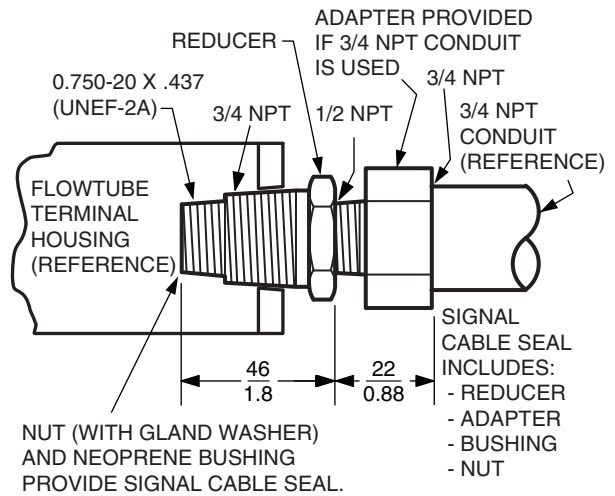 ADAPTER PROVIDED
IF 3/4 NPT CONDUIT
IS USED
REDUCER
0.750-20 X .437
(UNEF-2A)
3/4 NPT
1/2 NPT
3/4 NPT
3/4 NPT
CONDUIT
(REFERENCE)
FLOWTUBE
TERMINAL
HOUSING
(REFERENCE)
46
1.8
22
0.88
SIGNAL
CABLE SEAL
INCLUDES:
- REDUCER
- ADAPTER
- BUSHING
- NUT
NUT (WITH GLAND WASHER)
AND NEOPRENE BUSHING
PROVIDE SIGNAL CABLE SEAL.